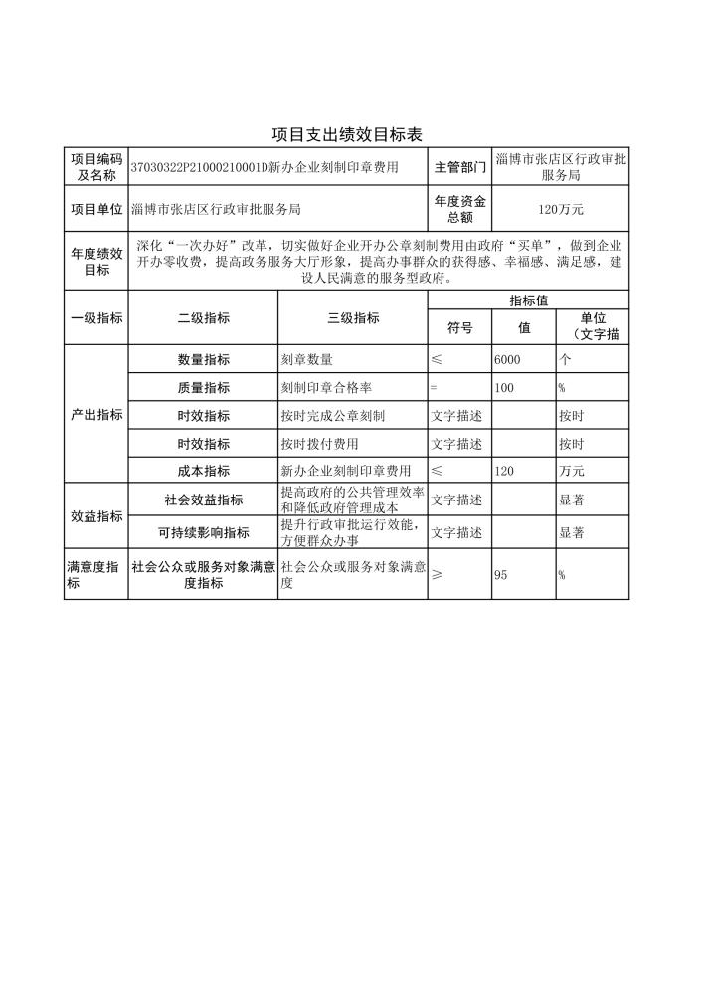 项目支出绩效目标表
项目编码及名称 37030322P21000210001D新办企业刻制印章费用 主管部门 淄博市张店区行政审批服务局
项目单位 淄博市张店区行政审批服务局 年度资金总额 120万元
年度绩效目标
深化“一次办好”改革，切实做好企业开办公章刻制费用由政府“买单”，做到企业
开办零收费，提高政务服务大厅形象，提高办事群众的获得感、幸福感、满足感，建
设人民满意的服务型政府。
一级指标 二级指标 三级指标 指标值
符号 值 单位（文字描
产出指标 数量指标 刻章数量 ≤ 6000 个
质量指标 刻制印章合格率 = 100 %
时效指标 按时完成公章刻制 文字描述 按时
时效指标 按时拨付费用 文字描述 按时
成本指标 新办企业刻制印章费用 ≤ 120 万元
效益指标 社会效益指标 提高政府的公共管理效率和降低政府管理成本 文字描述 显著
可持续影响指标 提升行政审批运行效能，方便群众办事 文字描述 显著
满意度指标 社会公众或服务对象满意度指标 社会公众或服务对象满意度 ≥ 95 %